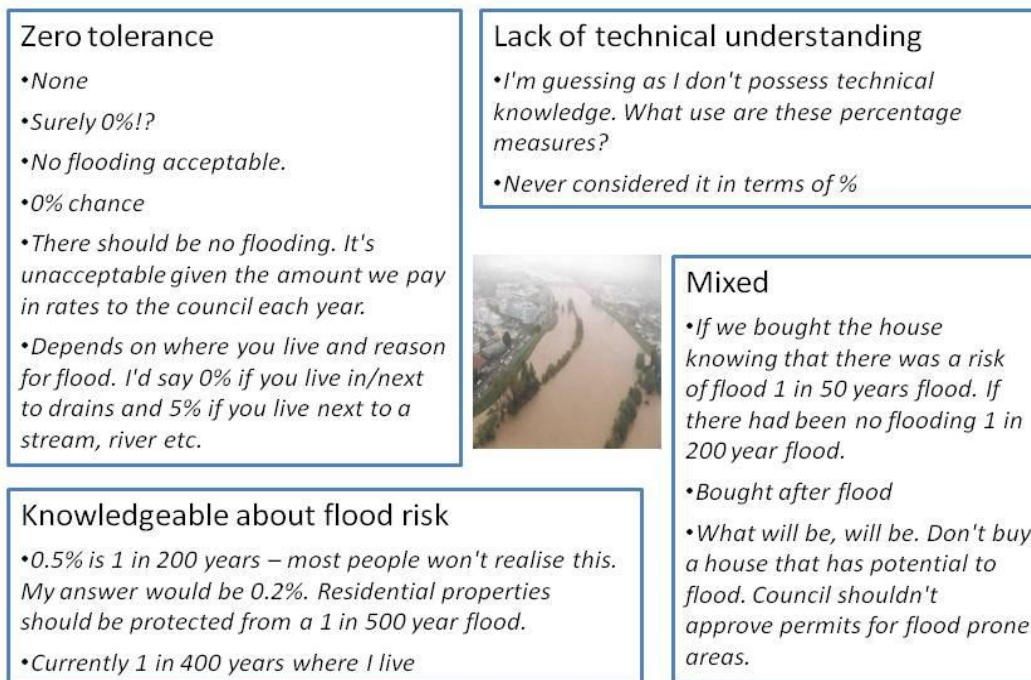 Zero tolerance
•None
•Surely 0%!?
•No flooding acceptable.
•0% chance
•There should be no flooding. It's
unacceptable given the amount we pay
in rates to the council each year.
•Depends on where you live and reason
for flood. I'd say 0% if you live in/next
to drains and 5% if you live next to a
stream, river etc.
Lack of technical understanding
•I'm guessing as I don't possess technical
knowledge. What use are these percentage
measures?
•Never considered it in terms of %
Mixed
•If we bought the house
knowing that there was a risk
of flood 1 in 50 years flood. If
there had been no flooding 1 in
200 year flood.
•Bought after flood
•What will be, will be. Don't buy
a house that has potential to
flood. Council shouldn't
approve permits for flood prone
areas.
Knowledgeable about flood risk
•0.5% is 1 in 200 years – most people won't realise this.
My answer would be 0.2%. Residential properties
should be protected from a 1 in 500 year flood.
•Currently 1 in 400 years where I live